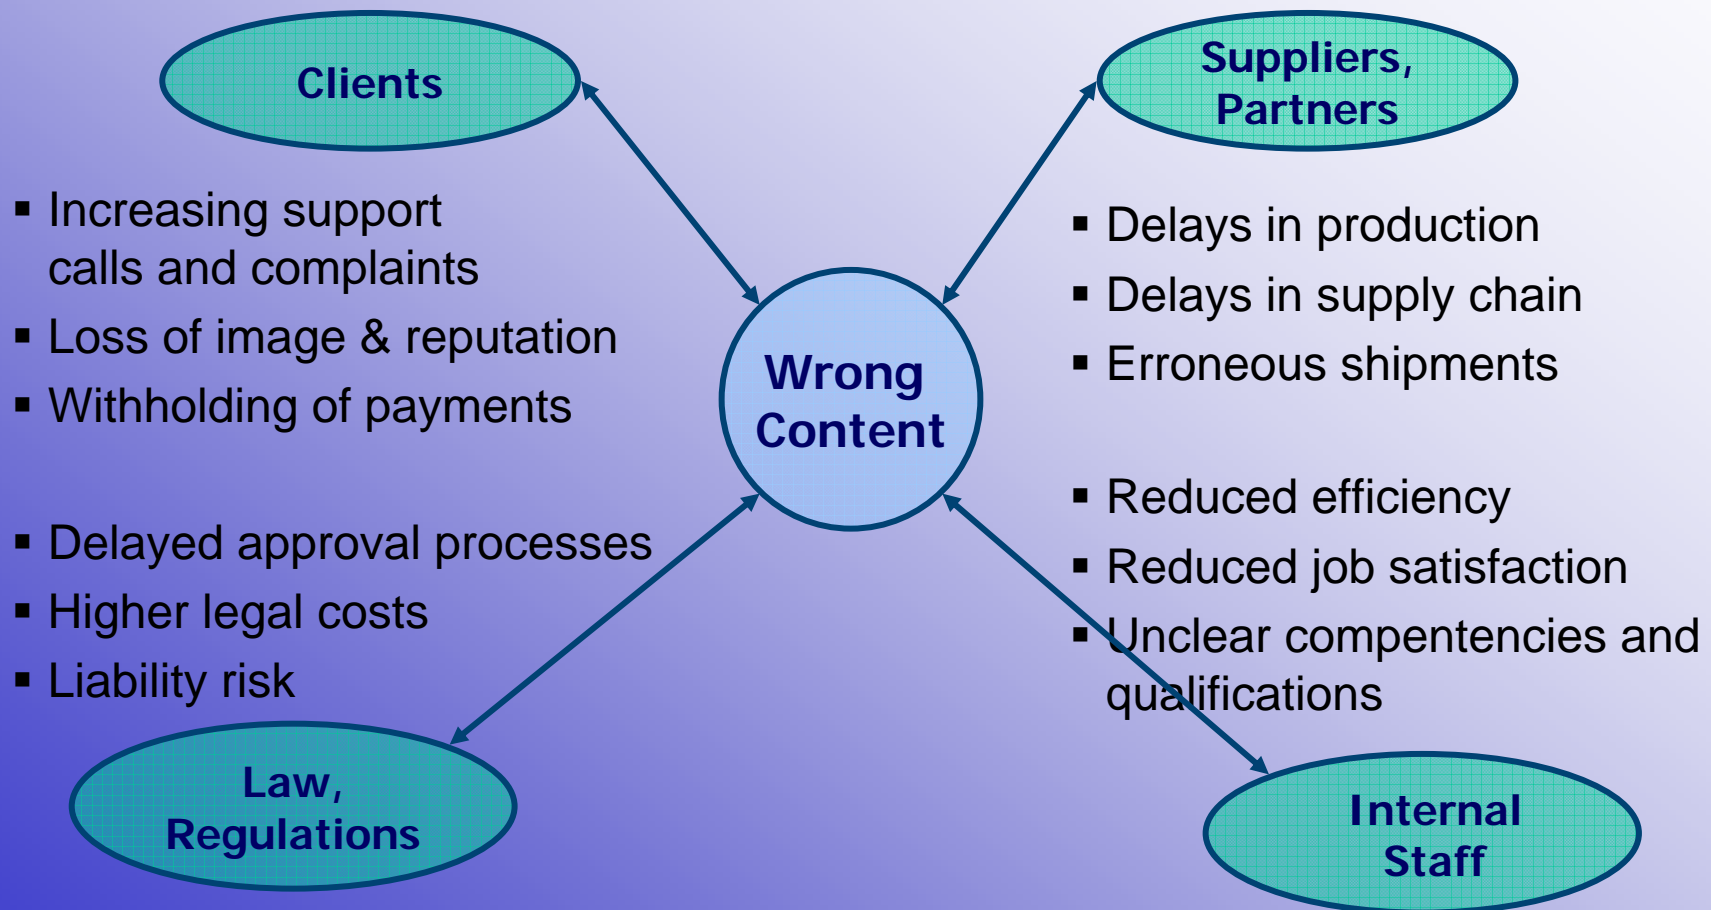 Clients
▪ Increasing support
calls and complaints
▪ Loss of image & reputation
▪ Withholding of payments
Suppliers,
Partners
▪ Delays in production
▪ Delays in supply chain
▪ Erroneous shipments
Wrong
Content
▪ Delayed approval processes
▪ Higher legal costs
▪ Liability risk
Law,
Regulations
▪ Reduced efficiency
▪ Reduced job satisfaction
▪ Unclear compentencies and
qualifications
Internal
Staff